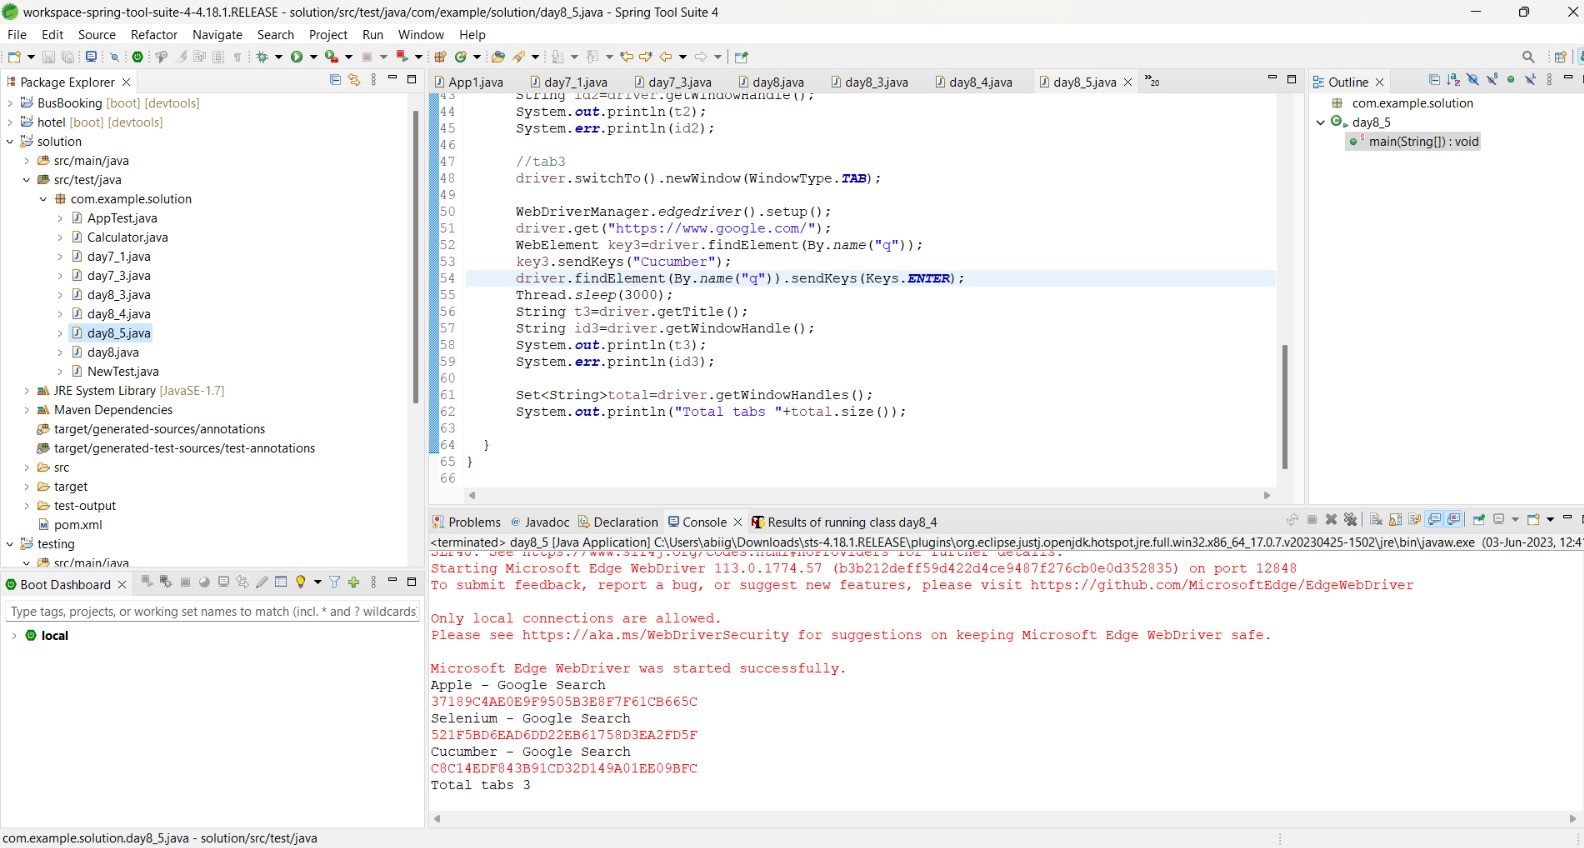 workspace-spring-tool-suite-4-4.18.1.RELEASE - solution/src/test/java/com/example/solution/day8_5.java - Spring Tool Suite 4
File Edit Source Refactor Navigate Search Project Run Window Help
Package Explorer
BusBooking [boot] [devtools]
hotel [boot] [devtools]
solution
src/main/java
src/test/java
com.example.solution
AppTest.java
Calculator.java
day7_1.java
day7_3.java
day8_3.java
day8_4.java
day8_5.java
day8.java
NewTest.java
JRE System Library [JavaSE-1.7]
Maven Dependencies
target/generated-sources/annotations
target/generated-test-sources/test-annotations
src
target
test-output
pom.xml
testing
src/main/java
App1.java day7_1.java day7_3.java day8.java day8_3.java day8_4.java day8_5.java »20
43 String id2=driver.getWindowHandle();
44 System.out.println(t2);
45 System.err.println(id2);
46
47 //tab3
48 driver.switchTo().newWindow(WindowType.TAB);
49
50 WebDriverManager.edgedriver().setup();
51 driver.get("https://www.google.com/");
52 WebElement key3=driver.findElement(By.name("q"));
53 key3.sendKeys("Cucumber");
54 driver.findElement(By.name("q")).sendKeys(Keys.ENTER);
55 Thread.sleep(3000);
56 String t3=driver.getTitle();
57 String id3=driver.getWindowHandle();
58 System.out.println(t3);
59 System.err.println(id3);
60
61 Set<String>total=driver.getWindowHandles();
62 System.out.println("Total tabs "+total.size());
63
64 }
65 }
66
Outline
com.example.solution
day8_5
main(String[]) : void
Boot Dashboard
Type tags, projects, or working set names to match (incl. * and ? wildcards)
local
Problems Javadoc Declaration Console Results of running class day8_4
<terminated> day8_5 [Java Application] C:\Users\abiig\Downloads\sts-4.18.1.RELEASE\plugins\org.eclipse.justj.openjdk.hotspot.jre.full.win32.x86_64_17.0.7.v20230425-1502\jre\bin\javaw.exe (03-Jun-2023, 12:4
SLF4J: See https://www.slf4j.org/codes.html#noProviders for further details.
Starting Microsoft Edge WebDriver 113.0.1774.57 (b3b212deff59d422d4ce9487f276cb0e0d352835) on port 12848
To submit feedback, report a bug, or suggest new features, please visit https://github.com/MicrosoftEdge/EdgeWebDriver
Only local connections are allowed.
Please see https://aka.ms/WebDriverSecurity for suggestions on keeping Microsoft Edge WebDriver safe.
Microsoft Edge WebDriver was started successfully.
Apple - Google Search
37189C4AE0E9F9505B3E8F7F61CB665C
Selenium - Google Search
521F5BD6EAD6DD22EB61758D3EA2FD5F
Cucumber - Google Search
C8C14EDF843B91CD32D149A01EE09BFC
Total tabs 3
com.example.solution.day8_5.java - solution/src/test/java